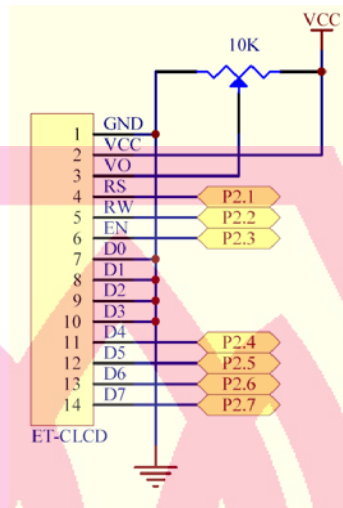 VCC
10K
1 GND
2 VCC
3 VO
4 RS P2.1
5 RW P2.2
6 EN P2.3
7 D0
8 D1
9 D2
10 D3
11 D4 P2.4
12 D5 P2.5
13 D6 P2.6
14 D7 P2.7
ET-CLCD